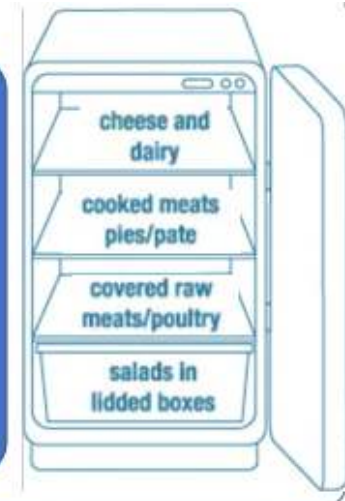 cheese and
dairy
cooked meats
pies/pate
covered raw
meats/poultry
salads in
lidded boxes